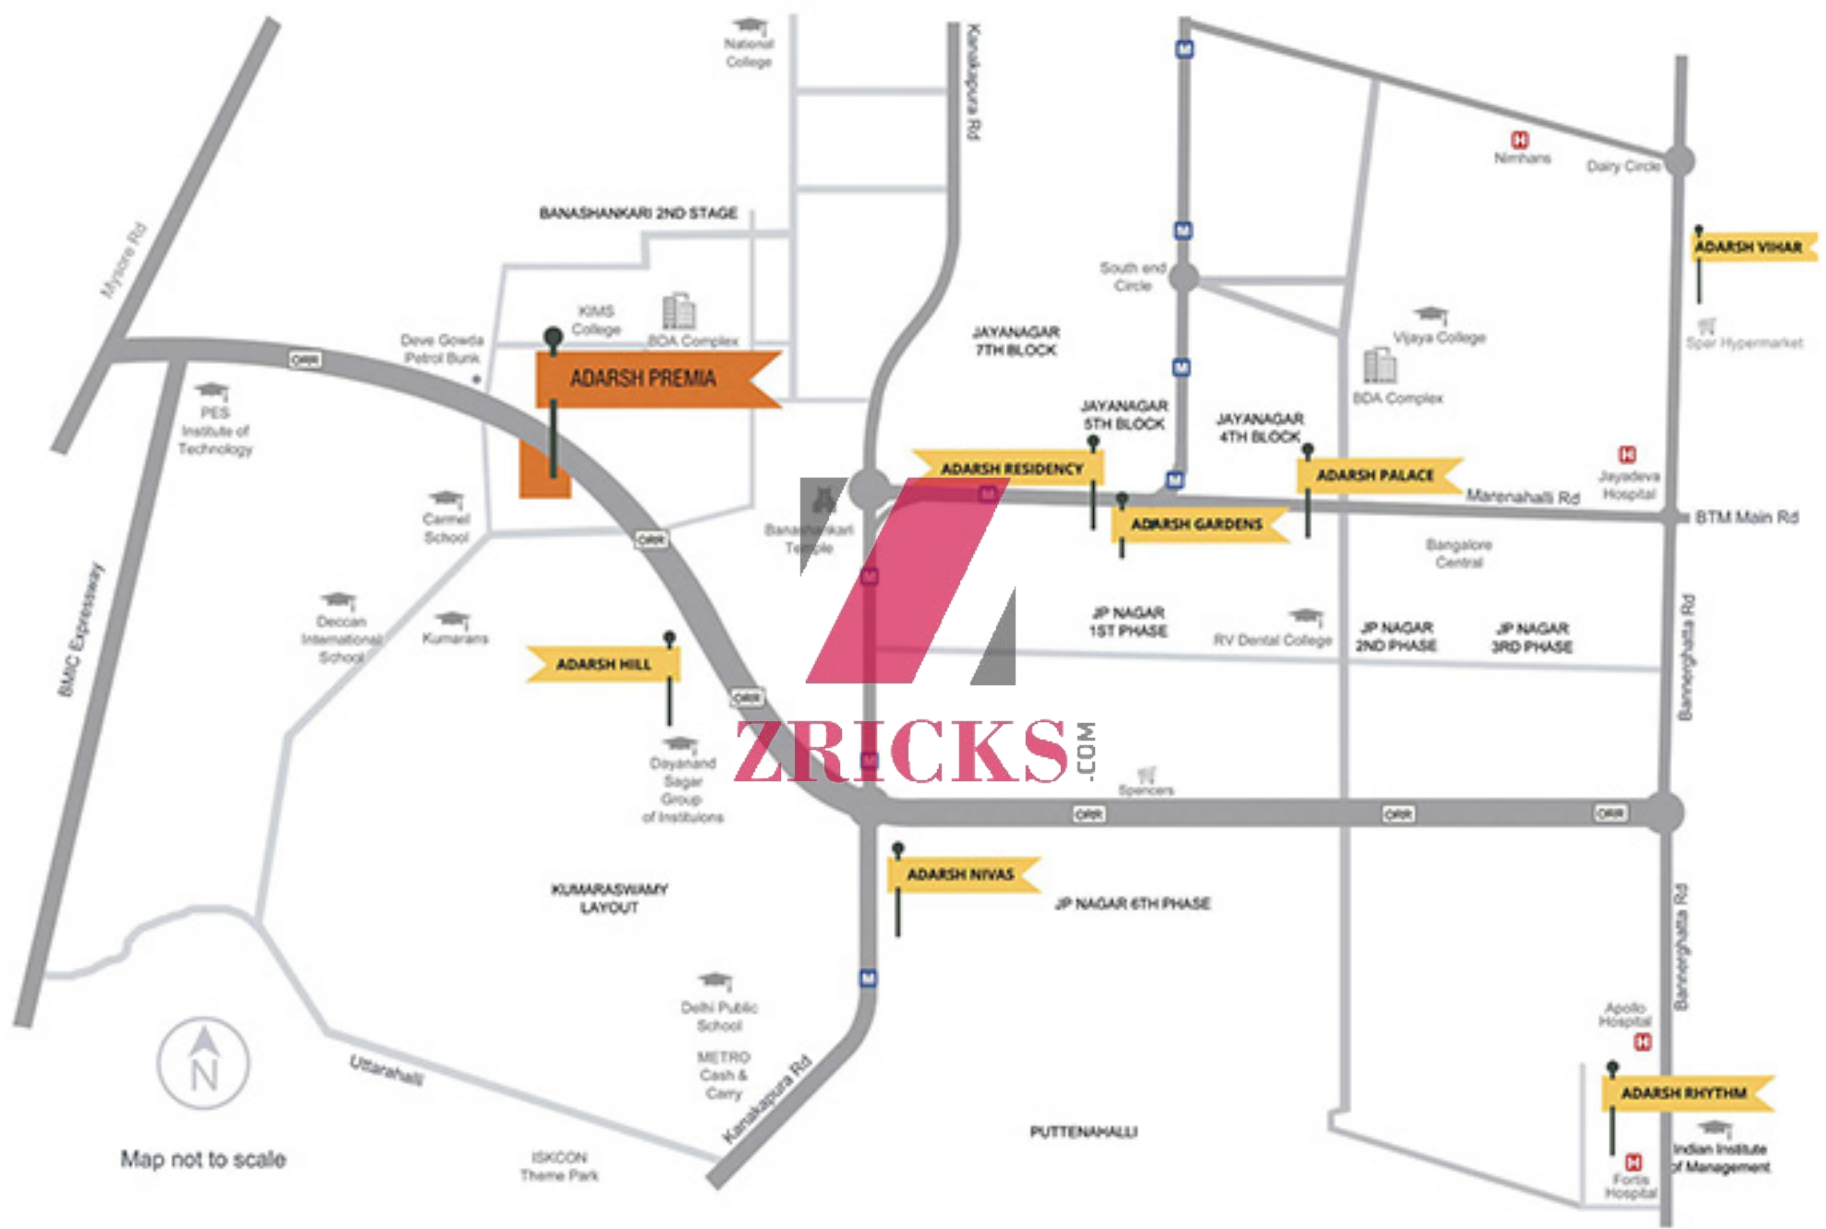 National
College
Kanakapura Rd
M
Nimhans
H
Dairy Circle
Mysore Rd
BANASHANKARI 2ND STAGE
M
ADARSH VIHAR
South end
Circle
KIMS
College
BDA Complex
Deve Gowda
Petrol Bunk
ORR
JAYANAGAR
7TH BLOCK
Vijaya College
Spar Hypermarket
M
ADARSH PREMIA
PES
Institute of
Technology
JAYANAGAR
5TH BLOCK
JAYANAGAR
4TH BLOCK
BDA Complex
ADARSH RESIDENCY
ADARSH PALACE
H
Jayadeva
Hospital
M
M
Marenahalli Rd
BTM Main Rd
Carmel
School
ORR
Banashankari
Temple
ADARSH GARDENS
Bangalore
Central
M
BMIC Expressway
Deccan
International
School
Kumarans
JP NAGAR
1ST PHASE
RV Dental College
JP NAGAR
2ND PHASE
JP NAGAR
3RD PHASE
Bannerghatta Rd
ADARSH HILL
ORR
ZRICKS
.COM
M
Dayanand
Sagar
Group
of Instituions
Spencers
ORR
ORR
ORR
ADARSH NIVAS
KUMARASWAMY
LAYOUT
JP NAGAR 6TH PHASE
Bannerghatta Rd
M
Delhi Public
School
METRO
Cash &
Carry
Kanakapura Rd
Apollo
Hospital
H
N
Uttarahalli
ADARSH RHYTHM
Map not to scale
PUTTENAHALLI
ISKCON
Theme Park
Indian Institute
of Management
H
Fortis
Hospital